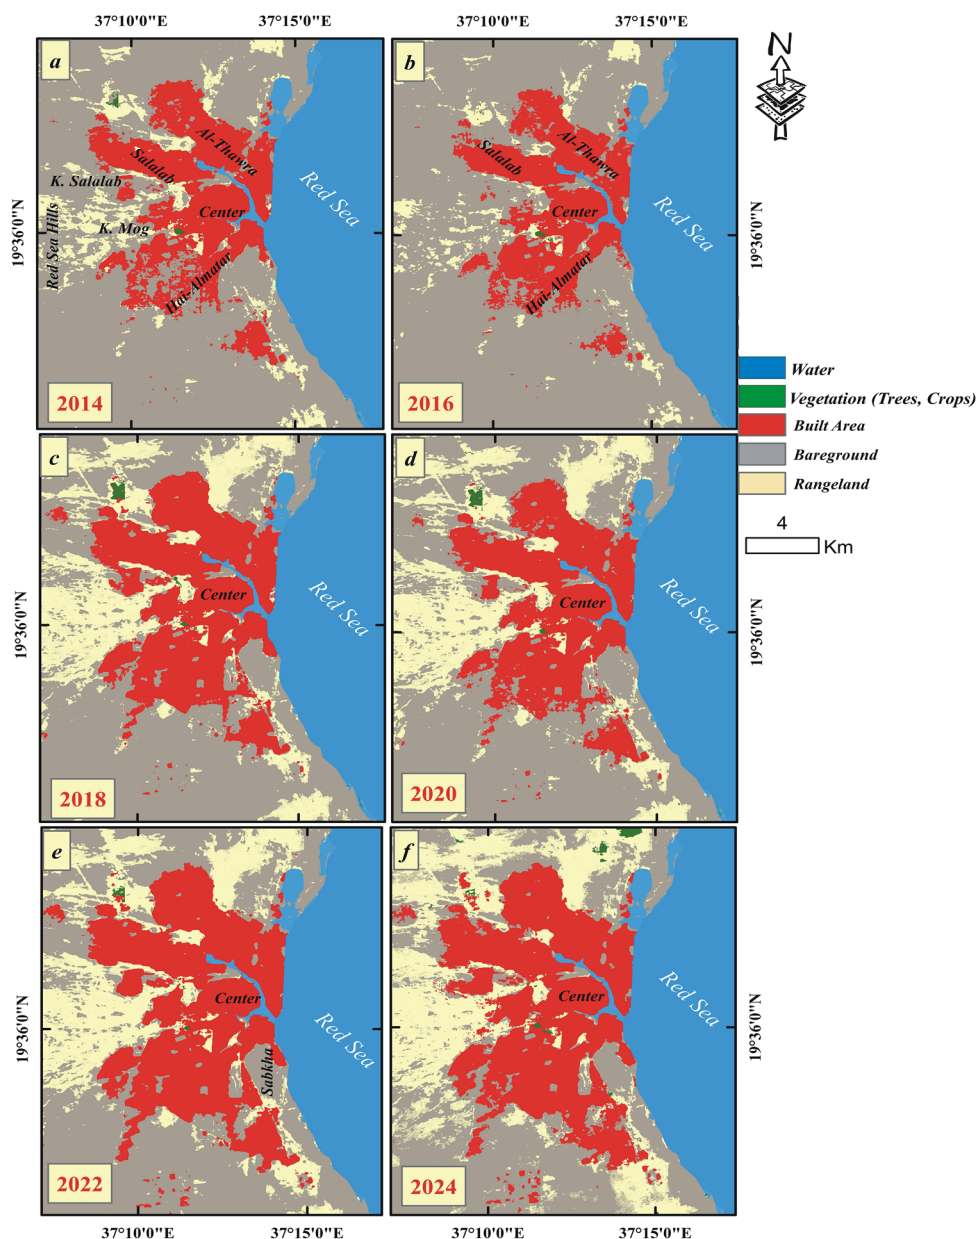 37°10'0"E
37°15'0"E
37°10'0"E
37°15'0"E
N
a
Al-Thawra
Salalab
K. Salalab
Center
K. Mog
Red Sea Hills
Hai-Almatar
Red Sea
19°36'0"N
2014
b
Al-Thawra
Salalab
Center
Hai-Almatar
Red Sea
19°36'0"N
2016
Water
Vegetation (Trees, Crops)
Built Area
Bareground
Rangeland
4
Km
c
Center
Red Sea
19°36'0"N
2018
d
Center
Red Sea
19°36'0"N
2020
e
Center
Sabkha
Red Sea
19°36'0"N
2022
f
Center
Red Sea
19°36'0"N
2024
37°10'0"E
37°15'0"E
37°10'0"E
37°15'0"E